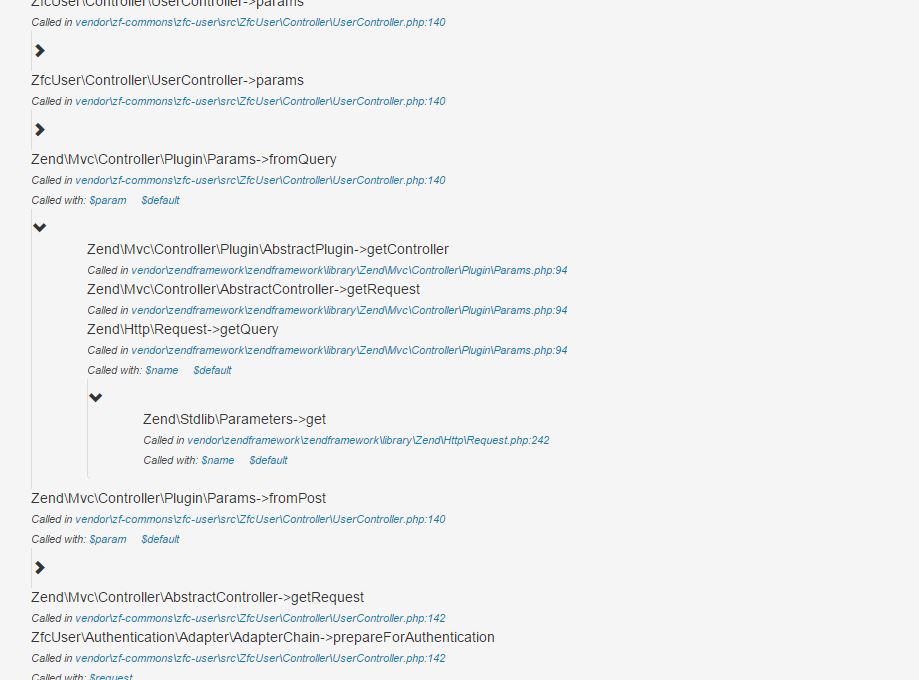 ZfcUser\Controller\UserController->params
Called in vendor\zf-commons\zfc-user\src\ZfcUser\Controller\UserController.php:140
ZfcUser\Controller\UserController->params
Called in vendor\zf-commons\zfc-user\src\ZfcUser\Controller\UserController.php:140
Zend\Mvc\Controller\Plugin\Params->fromQuery
Called in vendor\zf-commons\zfc-user\src\ZfcUser\Controller\UserController.php:140
Called with: $param $default
Zend\Mvc\Controller\Plugin\AbstractPlugin->getController
Called in vendor\zendframework\zendframework\library\Zend\Mvc\Controller\Plugin\Params.php:94
Zend\Mvc\Controller\AbstractController->getRequest
Called in vendor\zendframework\zendframework\library\Zend\Mvc\Controller\Plugin\Params.php:94
Zend\Http\Request->getQuery
Called in vendor\zendframework\zendframework\library\Zend\Mvc\Controller\Plugin\Params.php:94
Called with: $name $default
Zend\Stdlib\Parameters->get
Called in vendor\zendframework\zendframework\library\Zend\Http\Request.php:242
Called with: $name $default
Zend\Mvc\Controller\Plugin\Params->fromPost
Called in vendor\zf-commons\zfc-user\src\ZfcUser\Controller\UserController.php:140
Called with: $param $default
Zend\Mvc\Controller\AbstractController->getRequest
Called in vendor\zf-commons\zfc-user\src\ZfcUser\Controller\UserController.php:142
ZfcUser\Authentication\Adapter\AdapterChain->prepareForAuthentication
Called in vendor\zf-commons\zfc-user\src\ZfcUser\Controller\UserController.php:142
Called with: $request